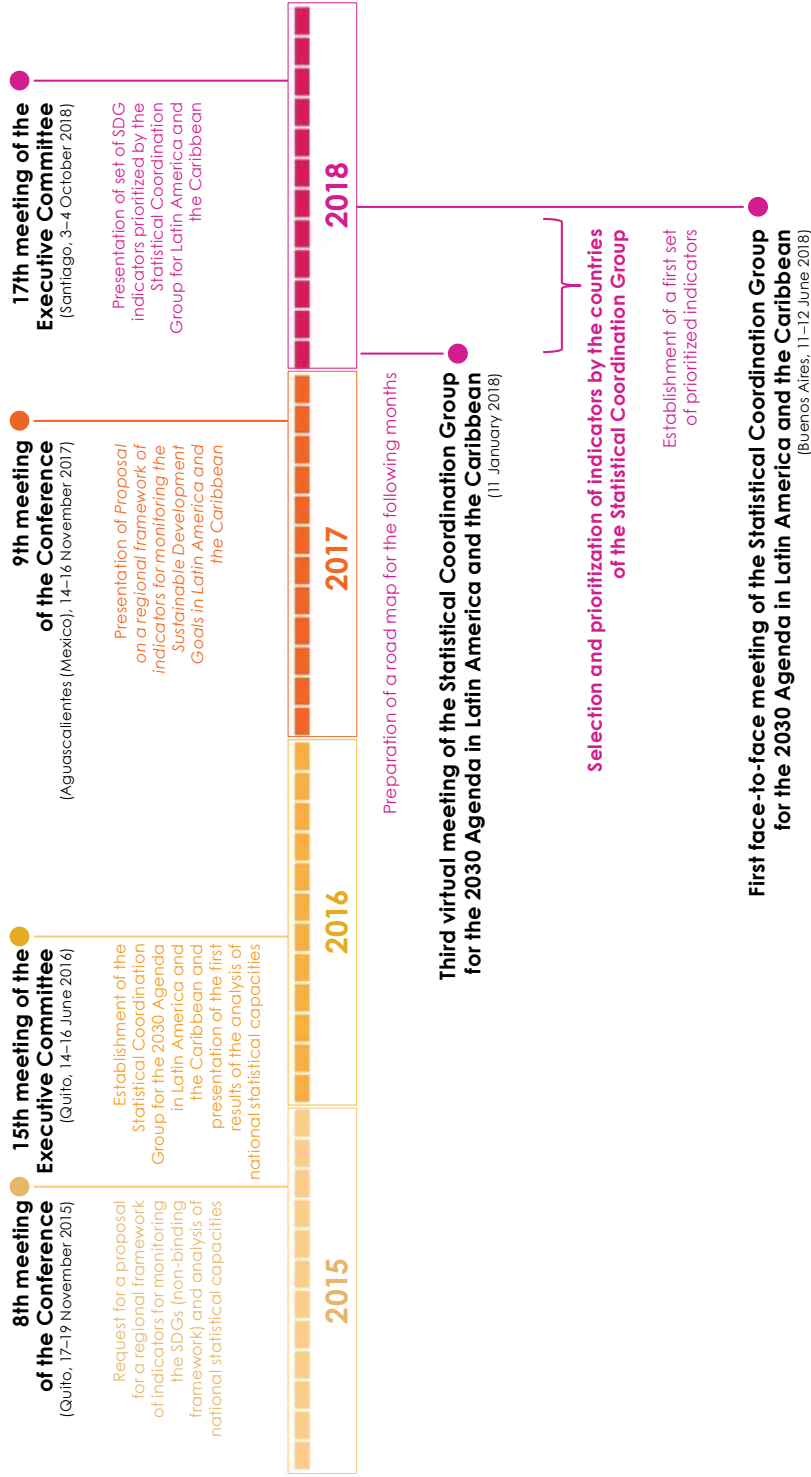 8th meeting
of the Conference
(Quito, 17–19 November 2015)
Request for a proposal
for a regional framework
of indicators for monitoring
the SDGs (non-binding
framework) and analysis of
national statistical capacities
15th meeting of the
Executive Committee
(Quito, 14–16 June 2016)
Establishment of the
Statistical Coordination
Group for the 2030 Agenda
in Latin America and
the Caribbean and
presentation of the first
results of the analysis of
national statistical capacities
9th meeting
of the Conference
(Aguascalientes (Mexico), 14–16 November 2017)
Presentation of Proposal
on a regional framework of
indicators for monitoring the
Sustainable Development
Goals in Latin America and
the Caribbean
17th meeting of the
Executive Committee
(Santiago, 3–4 October 2018)
Presentation of set of SDG
indicators prioritized by the
Statistical Coordination
Group for Latin America and
the Caribbean
2015
2016
2017
2018
Preparation of a road map for the following months
Third virtual meeting of the Statistical Coordination Group
for the 2030 Agenda in Latin America and the Caribbean
(11 January 2018)
Selection and prioritization of indicators by the countries
of the Statistical Coordination Group
Establishment of a first set
of prioritized indicators
First face-to-face meeting of the Statistical Coordination Group
for the 2030 Agenda in Latin America and the Caribbean
(Buenos Aires, 11–12 June 2018)